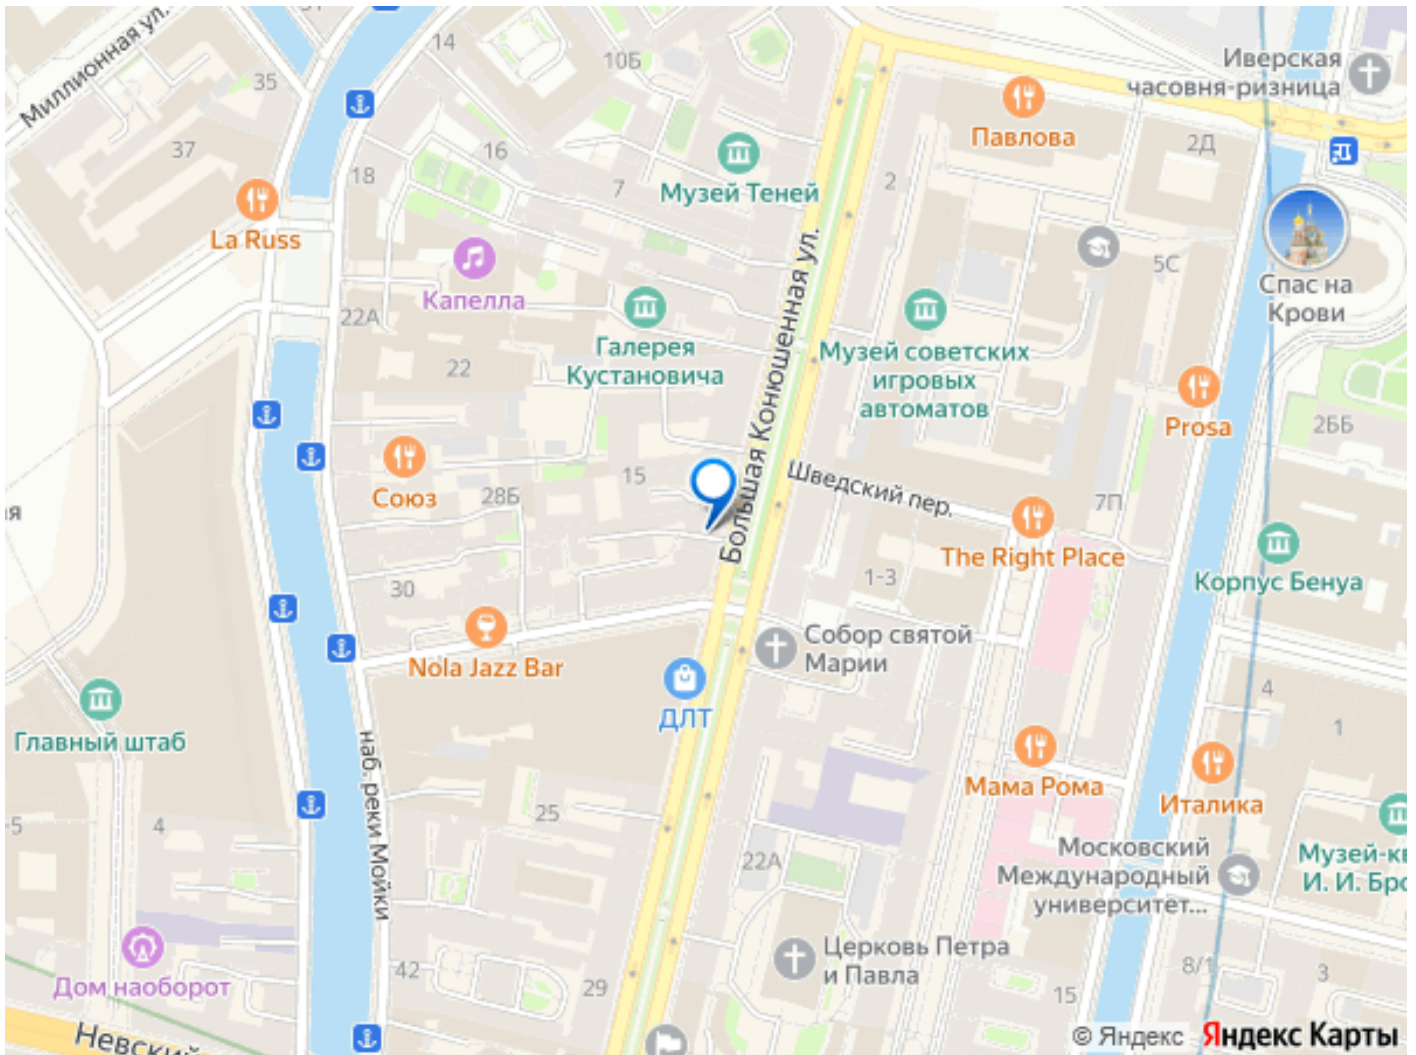 Миллионная ул.
14
10Б
35
Иверская
часовня-ризница
37
16
18
7
Музей Теней
Павлова
2Д
2
La Russ
Капелла
22А
22
Галерея
Кустановича
Большая Конюшенная ул.
Музей советских
игровых
автоматов
5С
Спас на
Крови
Prosa
2ББ
Союз
28Б
15
Шведский пер.
7П
The Right Place
Корпус Бенуа
1-3
30
Nola Jazz Bar
Собор святой
Марии
ДЛТ
Главный штаб
наб. реки Мойки
4
1
Мама Рома
Италика
4
25
22А
Московский
Международный
университет...
Музей-кв
И. И. Бро
Дом наоборот
42
29
Церковь Петра
и Павла
8/1
3
15
Невский
© Яндекс Яндекс Карты